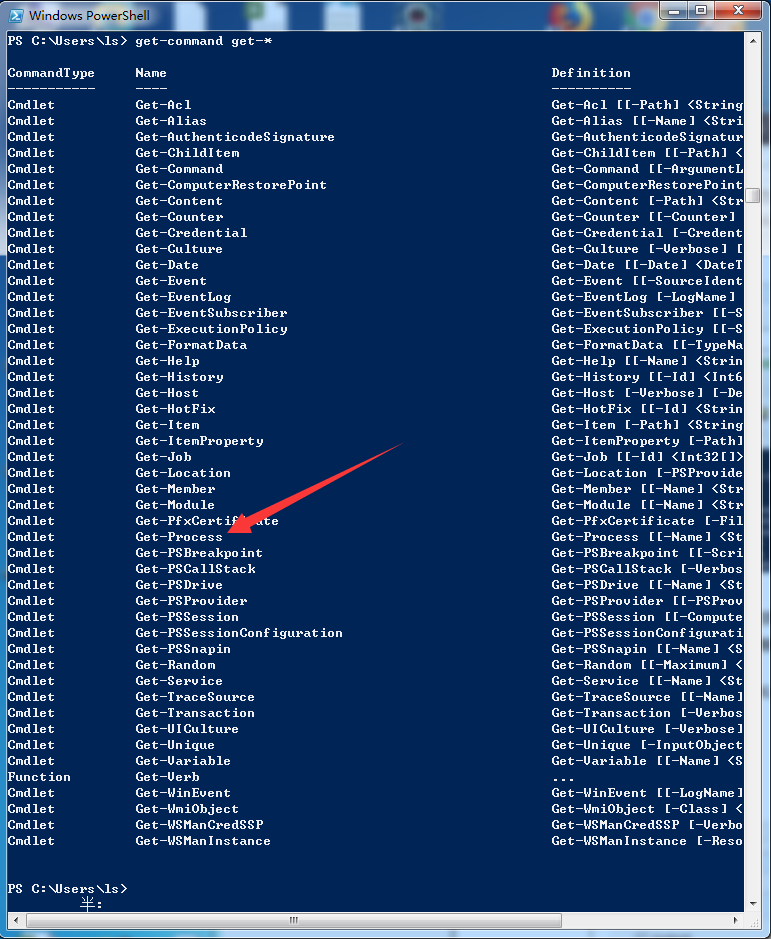 Windows PowerShell
PS C:\Users\ls> get-command get-*
CommandType Name Definition
----------- ---- ----------
Cmdlet Get-Acl Get-Acl [[-Path] <String
Cmdlet Get-Alias Get-Alias [[-Name] <Stri
Cmdlet Get-AuthenticodeSignature Get-AuthenticodeSignatur
Cmdlet Get-ChildItem Get-ChildItem [[-Path] <
Cmdlet Get-Command Get-Command [[-ArgumentL
Cmdlet Get-ComputerRestorePoint Get-ComputerRestorePoint
Cmdlet Get-Content Get-Content [-Path] <Str
Cmdlet Get-Counter Get-Counter [[-Counter]
Cmdlet Get-Credential Get-Credential [-Credent
Cmdlet Get-Culture Get-Culture [-Verbose] [
Cmdlet Get-Date Get-Date [[-Date] <DateT
Cmdlet Get-Event Get-Event [[-SourceIdent
Cmdlet Get-EventLog Get-EventLog [-LogName]
Cmdlet Get-EventSubscriber Get-EventSubscriber [[-S
Cmdlet Get-ExecutionPolicy Get-ExecutionPolicy [[-S
Cmdlet Get-FormatData Get-FormatData [[-TypeNa
Cmdlet Get-Help Get-Help [[-Name] <Strin
Cmdlet Get-History Get-History [[-Id] <Int6
Cmdlet Get-Host Get-Host [-Verbose] [-De
Cmdlet Get-HotFix Get-HotFix [[-Id] <Strin
Cmdlet Get-Item Get-Item [-Path] <String
Cmdlet Get-ItemProperty Get-ItemProperty [-Path]
Cmdlet Get-Job Get-Job [[-Id] <Int32[]>
Cmdlet Get-Location Get-Location [-PSProvide
Cmdlet Get-Member Get-Member [[-Name] <Str
Cmdlet Get-Module Get-Module [[-Name] <Str
Cmdlet Get-PfxCertificate Get-PfxCertificate [-Fil
Cmdlet Get-Process Get-Process [[-Name] <St
Cmdlet Get-PSBreakpoint Get-PSBreakpoint [[-Scri
Cmdlet Get-PSCallStack Get-PSCallStack [-Verbos
Cmdlet Get-PSDrive Get-PSDrive [[-Name] <St
Cmdlet Get-PSProvider Get-PSProvider [[-PSProv
Cmdlet Get-PSSession Get-PSSession [[-Compute
Cmdlet Get-PSSessionConfiguration Get-PSSessionConfigurati
Cmdlet Get-PSSnapin Get-PSSnapin [[-Name] <S
Cmdlet Get-Random Get-Random [[-Maximum] <
Cmdlet Get-Service Get-Service [[-Name] <St
Cmdlet Get-TraceSource Get-TraceSource [[-Name]
Cmdlet Get-Transaction Get-Transaction [-Verbos
Cmdlet Get-UICulture Get-UICulture [-Verbose]
Cmdlet Get-Unique Get-Unique [-InputObject
Cmdlet Get-Variable Get-Variable [[-Name] <S
Function Get-Verb ...
Cmdlet Get-WinEvent Get-WinEvent [[-LogName]
Cmdlet Get-WmiObject Get-WmiObject [-Class] <
Cmdlet Get-WSManCredSSP Get-WSManCredSSP [-Verbo
Cmdlet Get-WSManInstance Get-WSManInstance [-Reso
PS C:\Users\ls>
半: